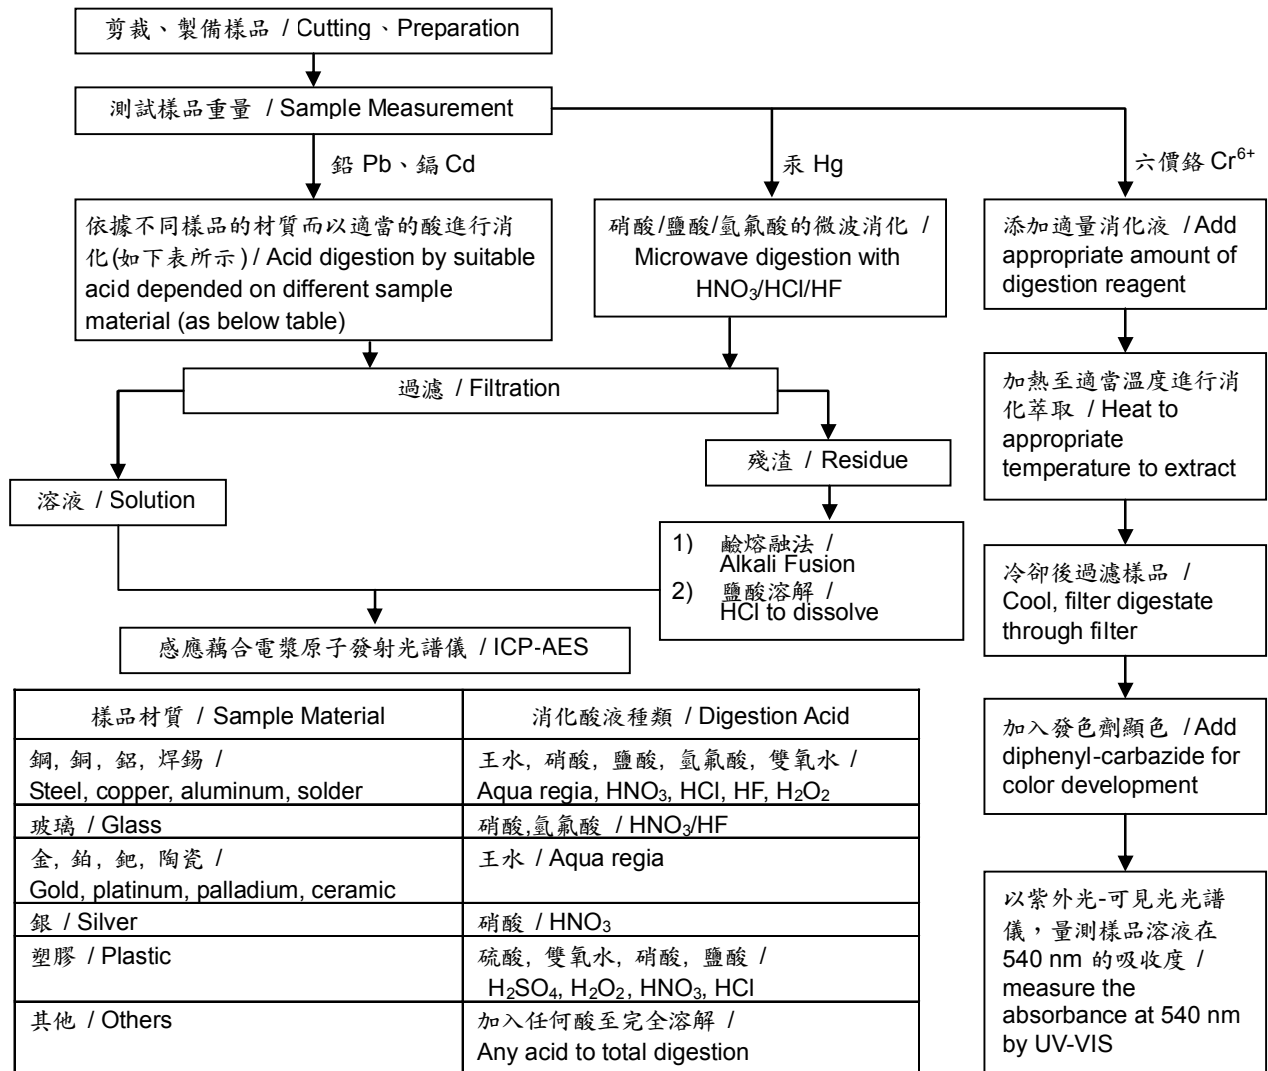 剪裁、製備樣品 / Cutting、Preparation
測試樣品重量 / Sample Measurement
鉛 Pb、鎘 Cd
汞 Hg
六價鉻 Cr⁶⁺
依據不同樣品的材質而以適當的酸進行消
化(如下表所示) / Acid digestion by suitable
acid depended on different sample
material (as below table)
硝酸/鹽酸/氫氟酸的微波消化 /
Microwave digestion with
HNO₃/HCl/HF
添加適量消化液 / Add
appropriate amount of
digestion reagent
過濾 / Filtration
加熱至適當溫度進行消
化萃取 / Heat to
appropriate
temperature to extract
溶液 / Solution
殘渣 / Residue
1) 鹼熔融法 /
Alkali Fusion
2) 鹽酸溶解 /
HCl to dissolve
冷卻後過濾樣品 /
Cool, filter digestate
through filter
感應藕合電漿原子發射光譜儀 / ICP-AES
加入發色劑顯色 / Add
diphenyl-carbazide for
color development
以紫外光-可見光光譜
儀，量測樣品溶液在
540 nm 的吸收度 /
measure the
absorbance at 540 nm
by UV-VIS
樣品材質 / Sample Material
消化酸液種類 / Digestion Acid
鋼, 銅, 鋁, 焊錫 /
Steel, copper, aluminum, solder
王水, 硝酸, 鹽酸, 氫氟酸, 雙氧水 /
Aqua regia, HNO₃, HCl, HF, H₂O₂
玻璃 / Glass
硝酸,氫氟酸 / HNO₃/HF
金, 鉑, 鈀, 陶瓷 /
Gold, platinum, palladium, ceramic
王水 / Aqua regia
銀 / Silver
硝酸 / HNO₃
塑膠 / Plastic
硫酸, 雙氧水, 硝酸, 鹽酸 /
H₂SO₄, H₂O₂, HNO₃, HCl
其他 / Others
加入任何酸至完全溶解 /
Any acid to total digestion